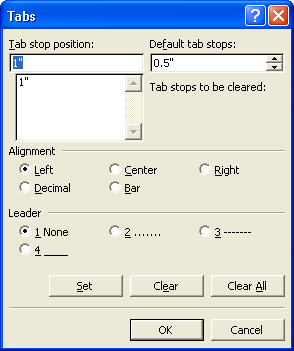 Tabs
Tab stop position: Default tab stops:
1" 0.5"
1" Tab stops to be cleared:
Alignment
Left Center Right
Decimal Bar
Leader
1 None 2 ....... 3 -------
4 ____
Set Clear Clear All
OK Cancel